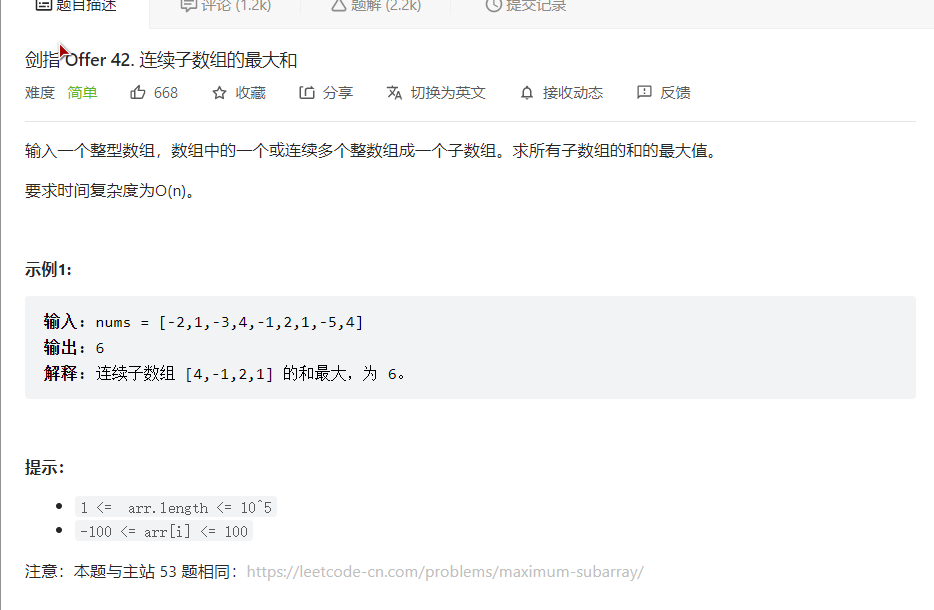 题目描述 评论 (1.2k) 题解 (2.2k) 提交记录
剑指 Offer 42. 连续子数组的最大和
难度 简单 668 收藏 分享 切换为英文 接收动态 反馈
输入一个整型数组，数组中的一个或连续多个整数组成一个子数组。求所有子数组的和的最大值。
要求时间复杂度为O(n)。
示例1:
输入: nums = [-2,1,-3,4,-1,2,1,-5,4]
输出: 6
解释: 连续子数组 [4,-1,2,1] 的和最大，为 6。
提示：
1 <= arr.length <= 10^5
-100 <= arr[i] <= 100
注意：本题与主站 53 题相同：https://leetcode-cn.com/problems/maximum-subarray/